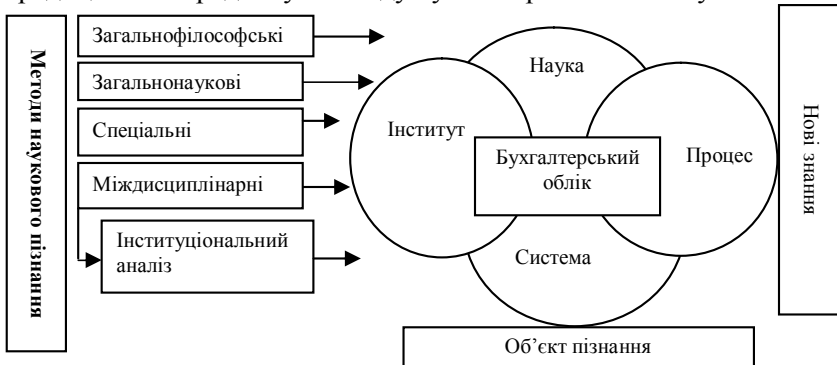 Методи наукового пізнання
Загальнофілософські
Загальнонаукові
Спеціальні
Міждисциплінарні
Інституціональний
аналіз
Наука
Інститут
Бухгалтерський
облік
Процес
Система
Об’єкт пізнання
Нові знання